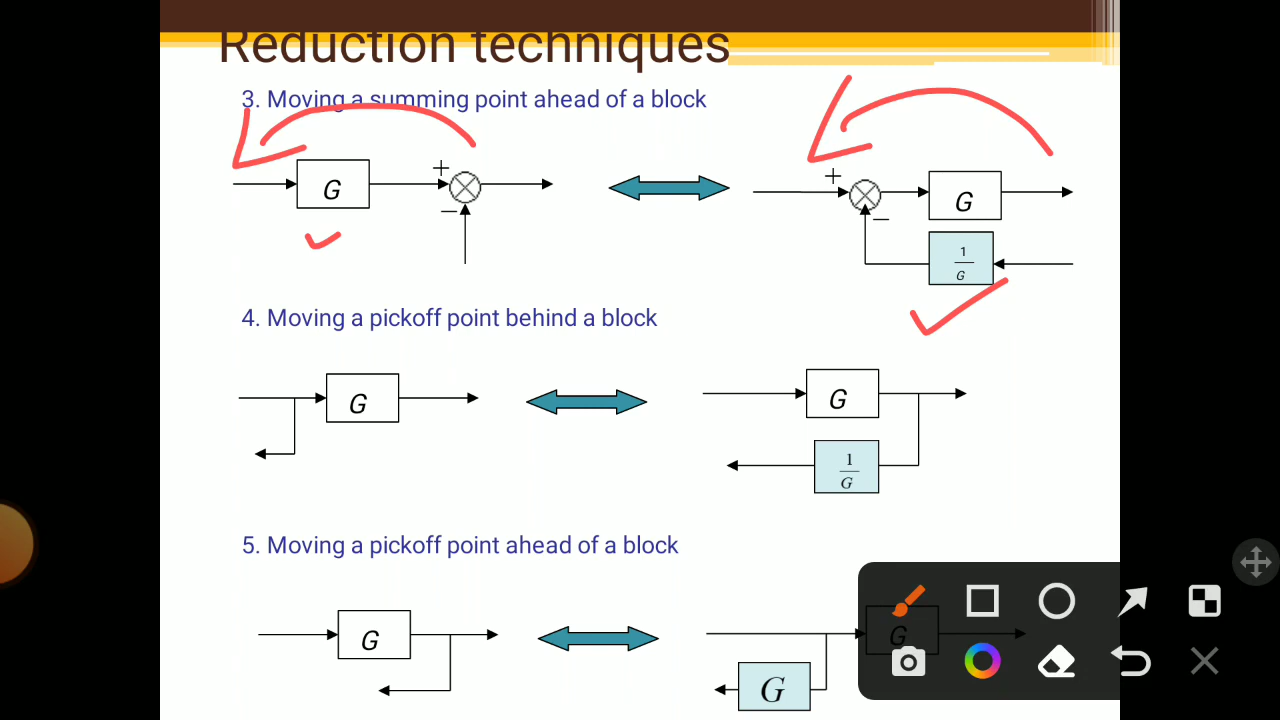 Reduction techniques
3. Moving a summing point ahead of a block
G
+
−
+
−
G
1
G
4. Moving a pickoff point behind a block
G
G
1
G
5. Moving a pickoff point ahead of a block
G
G
G